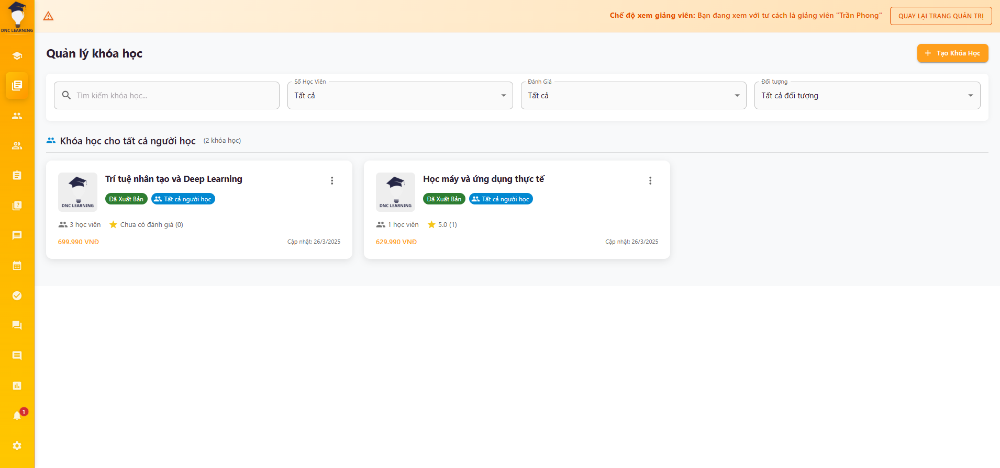 DNC LEARNING
Chế độ xem giảng viên: Bạn đang xem với tư cách là giảng viên "Trần Phong"
QUAY LẠI TRANG QUẢN TRỊ
Quản lý khóa học
+ Tạo Khóa Học
Tìm kiếm khóa học...
Số Học Viên
Tất cả
Đánh Giá
Tất cả
Đối tượng
Tất cả đối tượng
Khóa học cho tất cả người học (2 khóa học)
DNC LEARNING
Trí tuệ nhân tạo và Deep Learning
Đã Xuất Bản
Tất cả người học
3 học viên
Chưa có đánh giá (0)
699.990 VNĐ
Cập nhật: 26/3/2025
DNC LEARNING
Học máy và ứng dụng thực tế
Đã Xuất Bản
Tất cả người học
1 học viên
5.0 (1)
629.990 VNĐ
Cập nhật: 26/3/2025
?
1